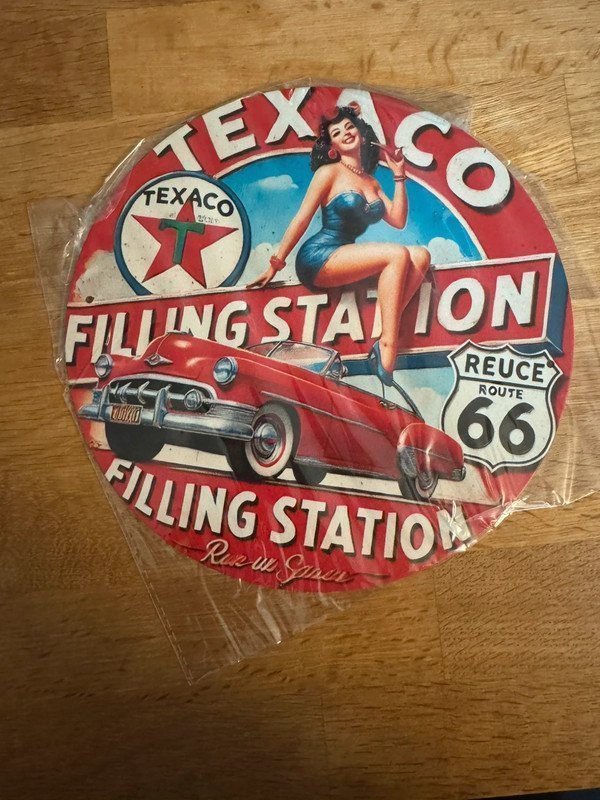 TEXACO
TEXACO
T
FILLING STATION
REUCE
ROUTE
66
FILLING STATION